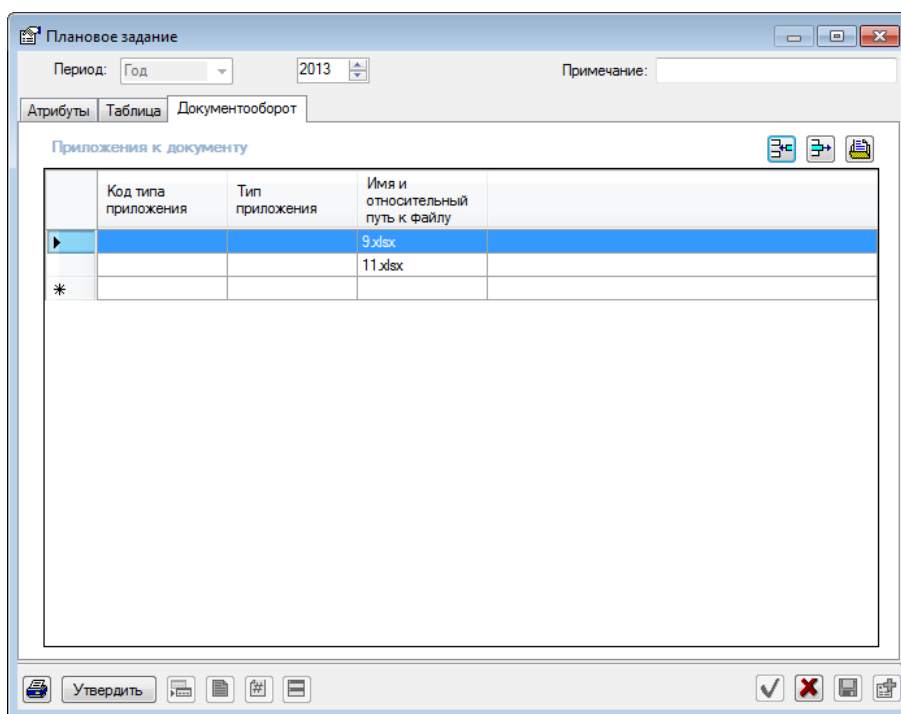 Плановое задание
Период: Год 2013 Примечание:
Атрибуты Таблица Документооборот
Приложения к документу
Код типа приложения
Тип приложения
Имя и относительный путь к файлу
9.xlsx
11.xlsx
Утвердить